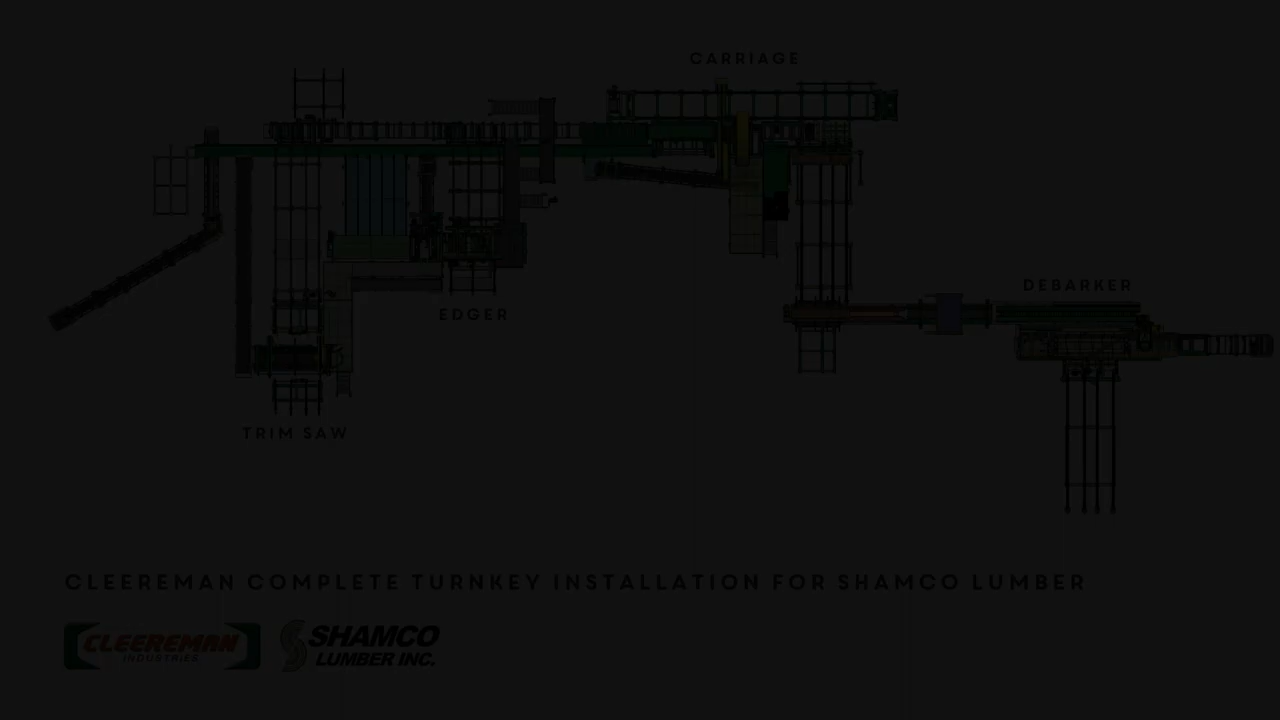 CARRIAGE
DEBARKER
EDGER
TRIM SAW
CLEEREMAN COMPLETE TURNKEY INSTALLATION FOR SHAMCO LUMBER
CLEEREMAN
INDUSTRIES
SHAMCO
LUMBER INC.